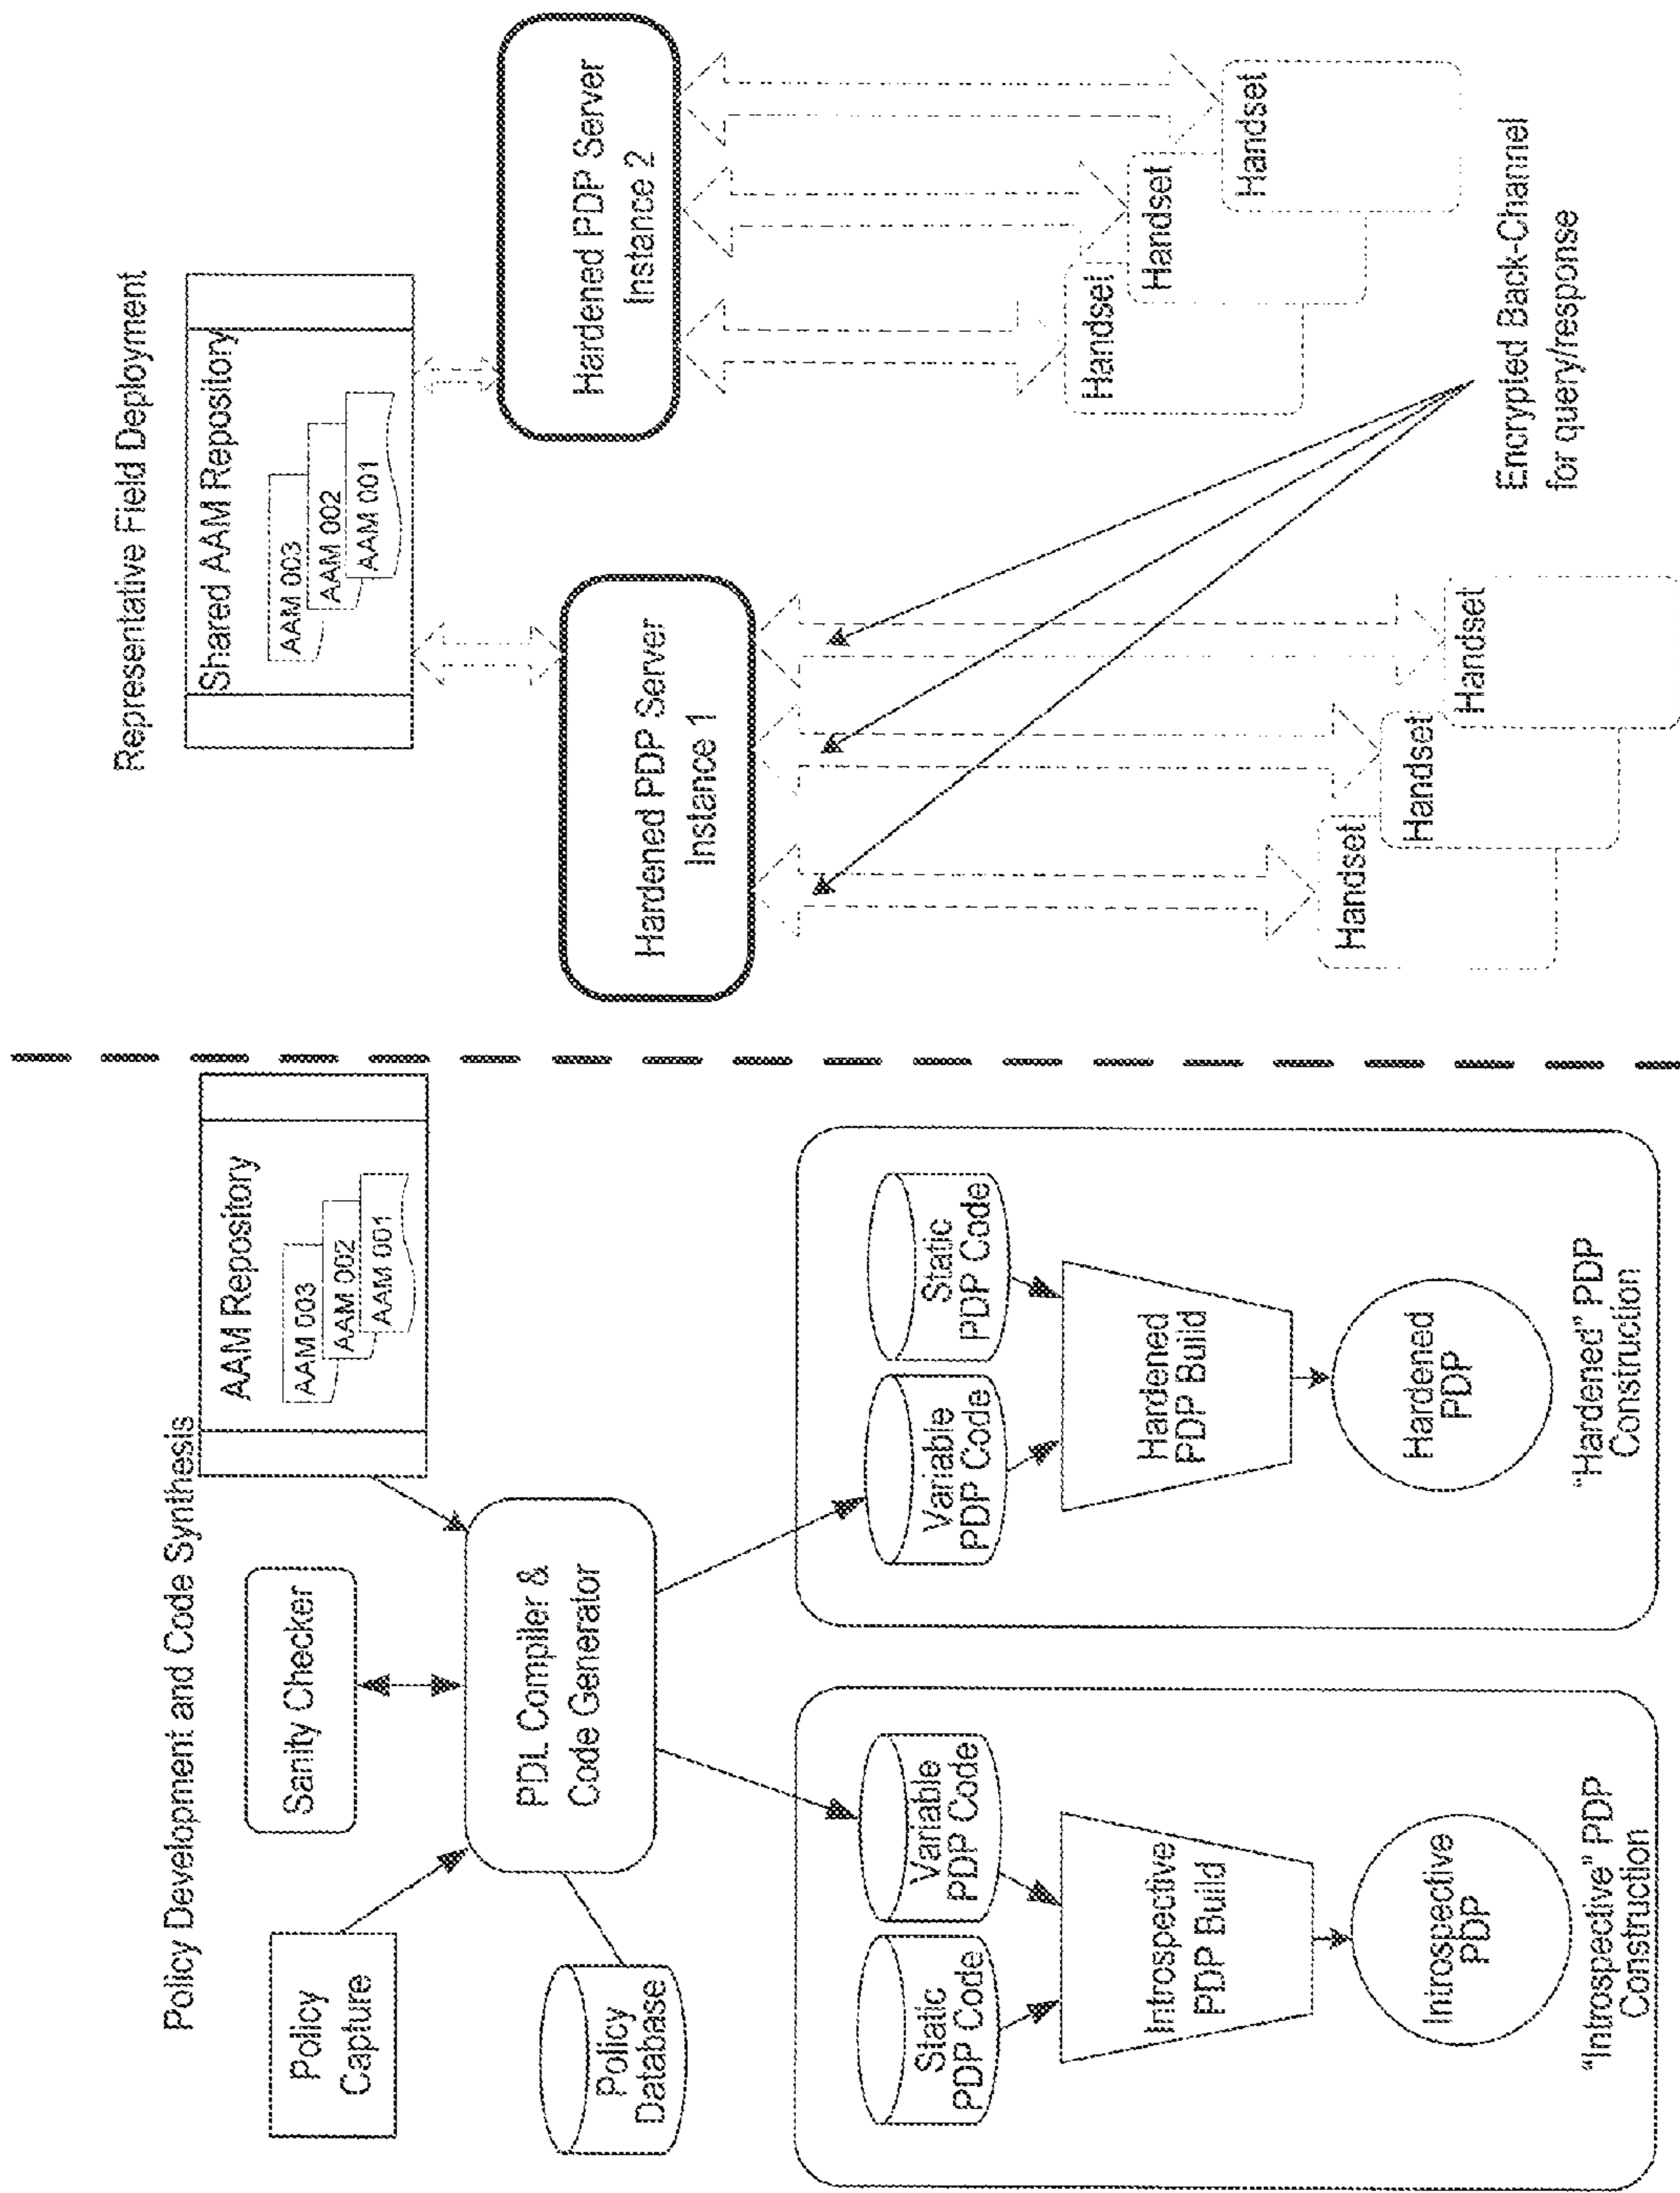 Policy Development and Code Synthesis
Policy
Capture
Sanity Checker
AAM Repository
AAM 003
AAM 002
AAM 001
Policy
Database
PDL Compiler &
Code Generator
Static
PDP Code
Variable
PDP Code
Introspective
PDP Build
Introspective
PDP
"Introspective" PDP
Construction
Variable
PDP Code
Static
PDP Code
Hardened
PDP Build
Hardened
PDP
"Hardened" PDP
Construction
Representative Field Deployment
Shared AAM Repository
AAM 003
AAM 002
AAM 001
Hardened PDP Server
Instance 1
Hardened PDP Server
Instance 2
Handset
Handset
Handset
Handset
Handset
Handset
Encrypted Back-Channel
for query/response